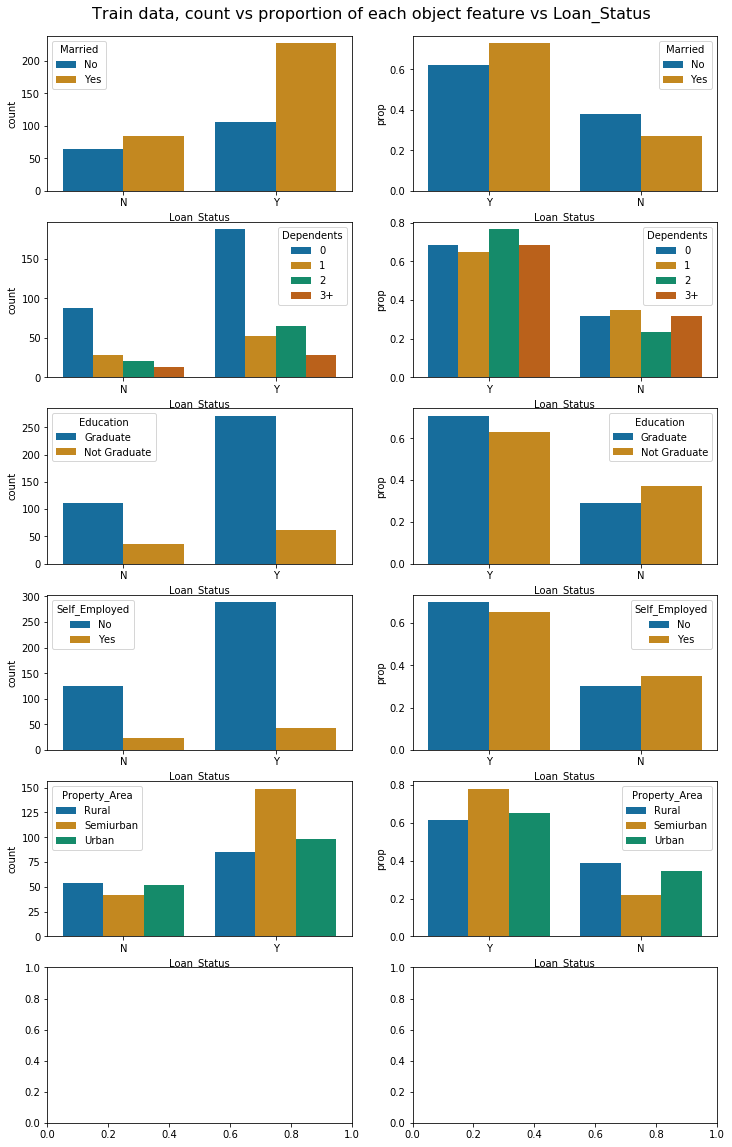 Train data, count vs proportion of each object feature vs Loan_Status
Married
No
Yes
200
150
100
50
0
count
N
Y
Loan_Status
Married
No
Yes
0.6
0.4
0.2
0.0
prop
Y
N
Loan_Status
Dependents
0
1
2
3+
150
100
50
0
count
N
Y
Loan_Status
Dependents
0
1
2
3+
0.8
0.6
0.4
0.2
0.0
prop
Y
N
Loan_Status
Education
Graduate
Not Graduate
250
200
150
100
50
0
count
N
Y
Loan_Status
Education
Graduate
Not Graduate
0.6
0.4
0.2
0.0
prop
Y
N
Loan_Status
Self_Employed
No
Yes
300
250
200
150
100
50
0
count
N
Y
Loan_Status
Self_Employed
No
Yes
0.6
0.4
0.2
0.0
prop
Y
N
Loan_Status
Property_Area
Rural
Semiurban
Urban
150
125
100
75
50
25
0
count
N
Y
Loan_Status
Property_Area
Rural
Semiurban
Urban
0.8
0.6
0.4
0.2
0.0
prop
Y
N
Loan_Status
1.0
0.8
0.6
0.4
0.2
0.0
0.0 0.2 0.4 0.6 0.8 1.0
1.0
0.8
0.6
0.4
0.2
0.0
0.0 0.2 0.4 0.6 0.8 1.0